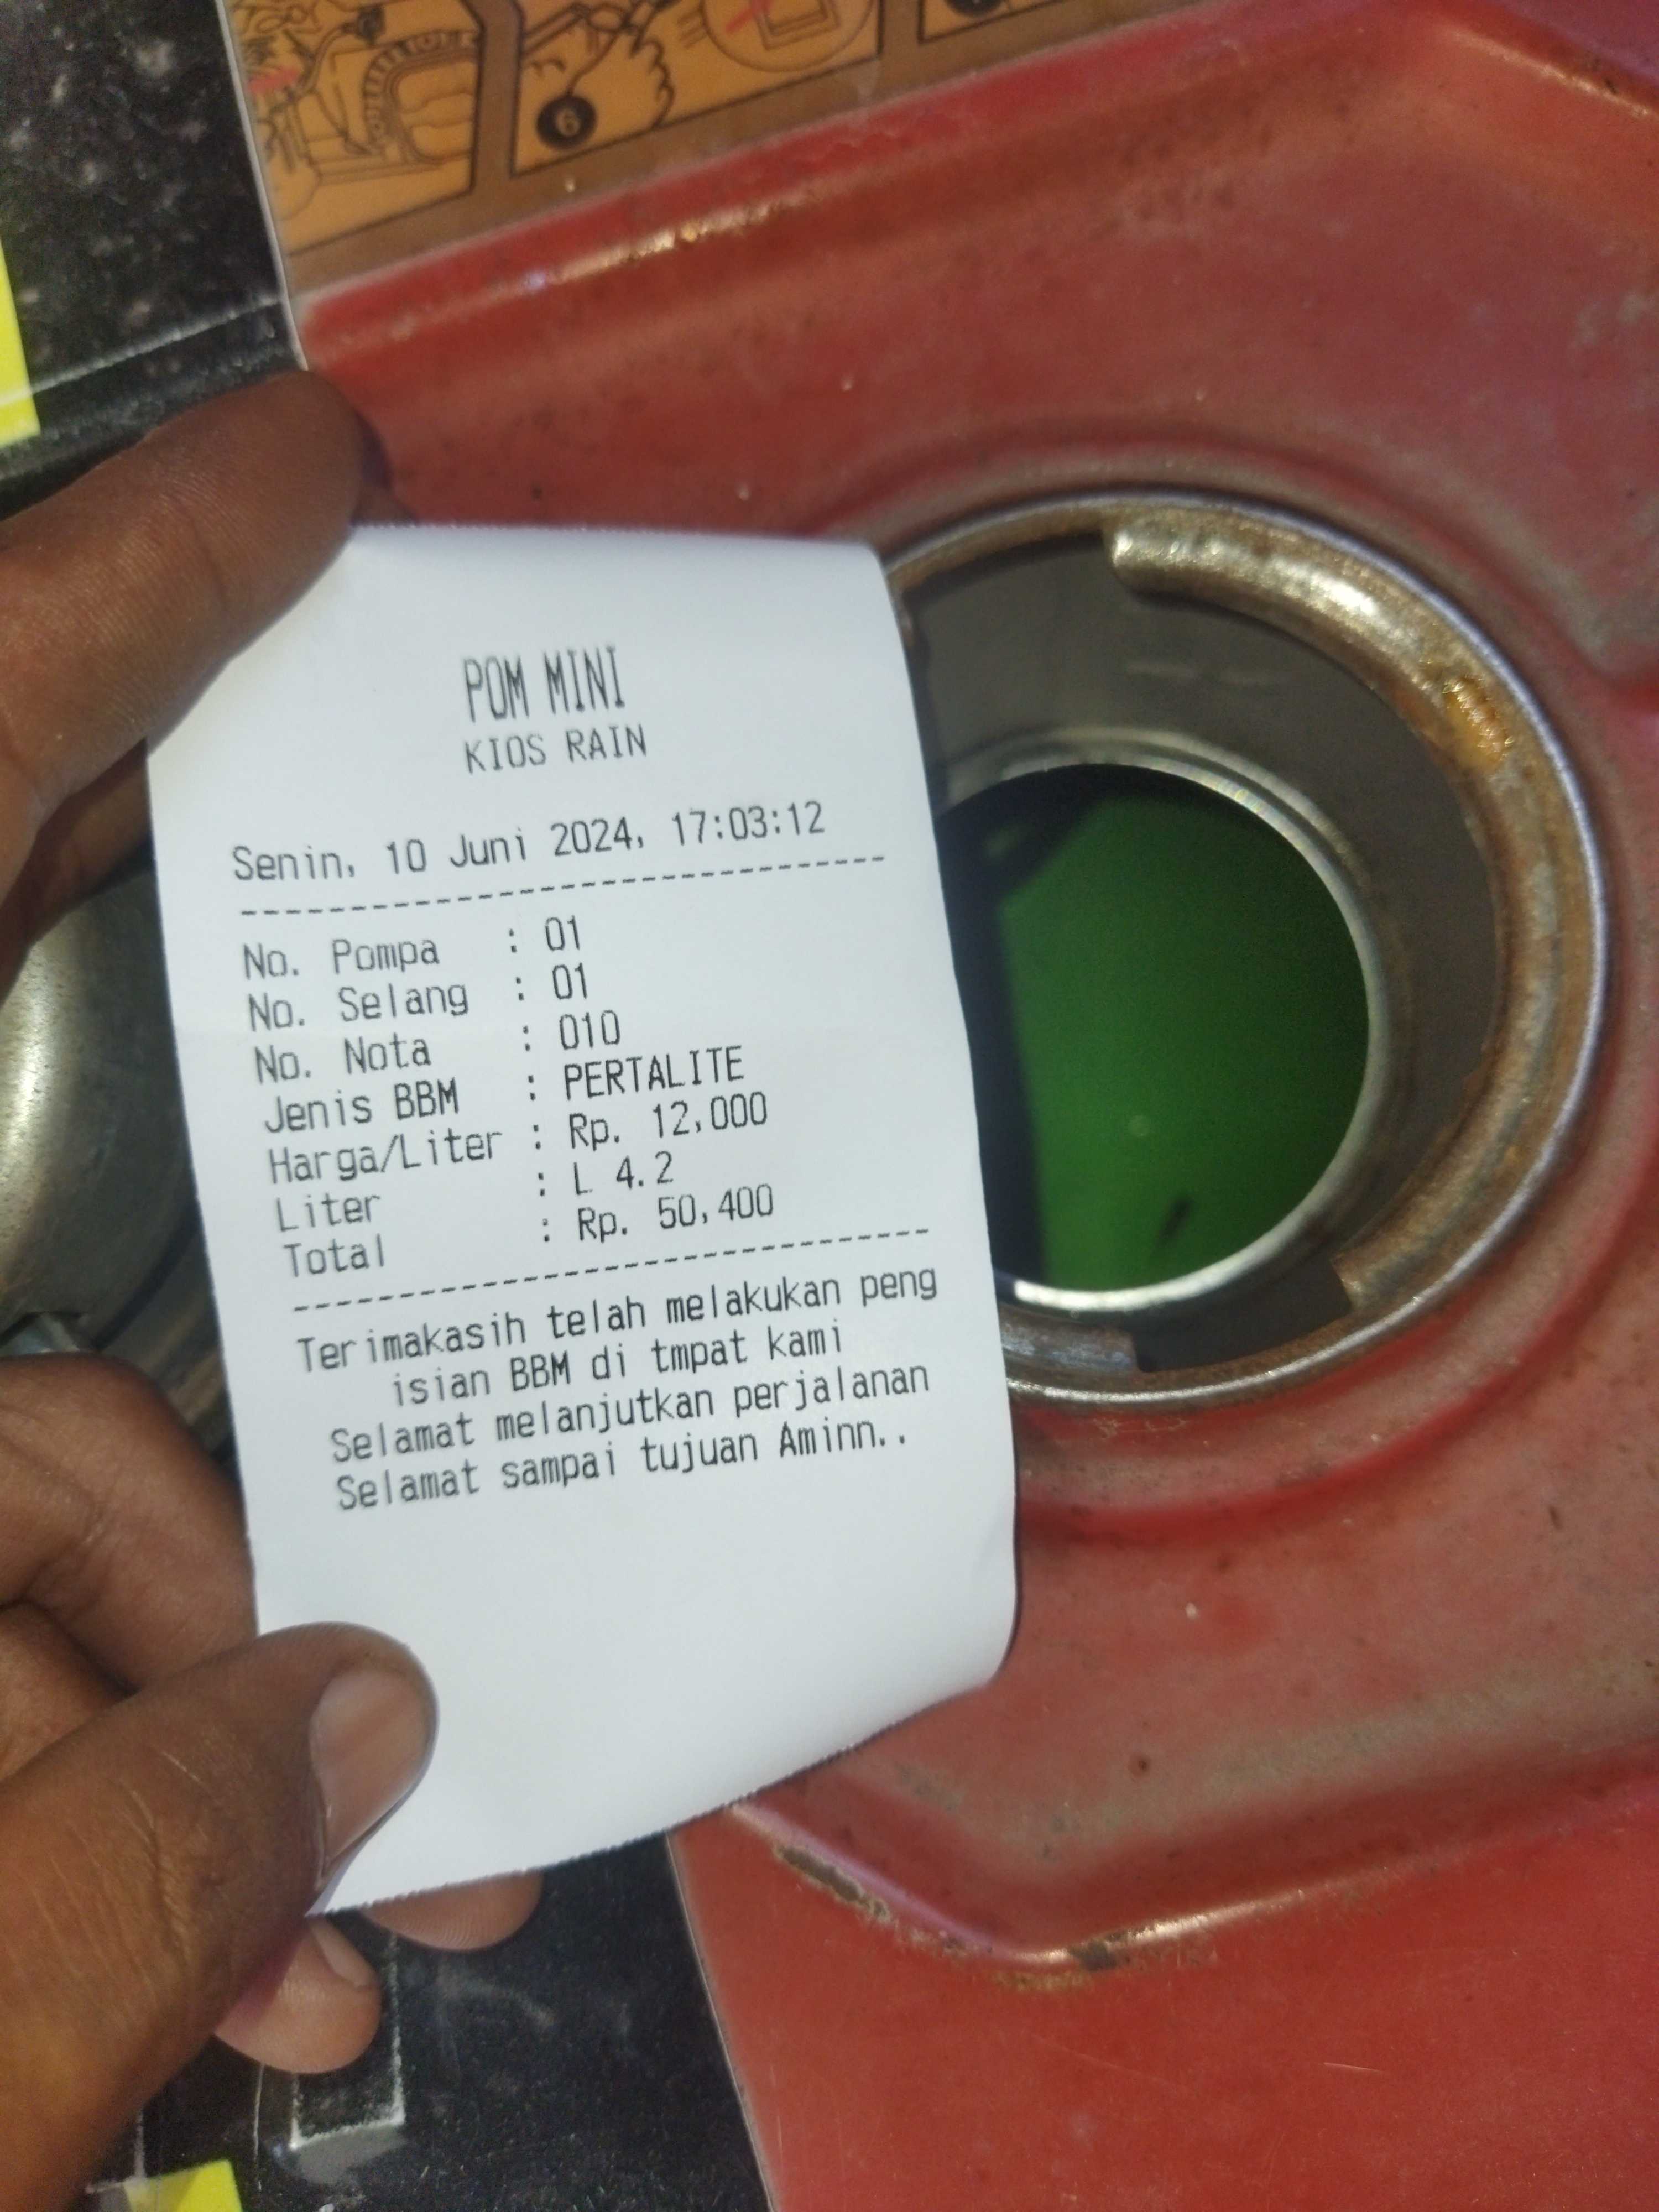 6
POM MINI
KIOS RAIN
Senin, 10 Juni 2024, 17:03:12
--------------------------------
No. Pompa : 01
No. Selang : 01
No. Nota : 010
Jenis BBM : PERTALITE
Harga/Liter : Rp. 12,000
Liter : L 4.2
Total : Rp. 50,400
--------------------------------
Terimakasih telah melakukan peng
isian BBM di tmpat kami
Selamat melanjutkan perjalanan
Selamat sampai tujuan Aminn..